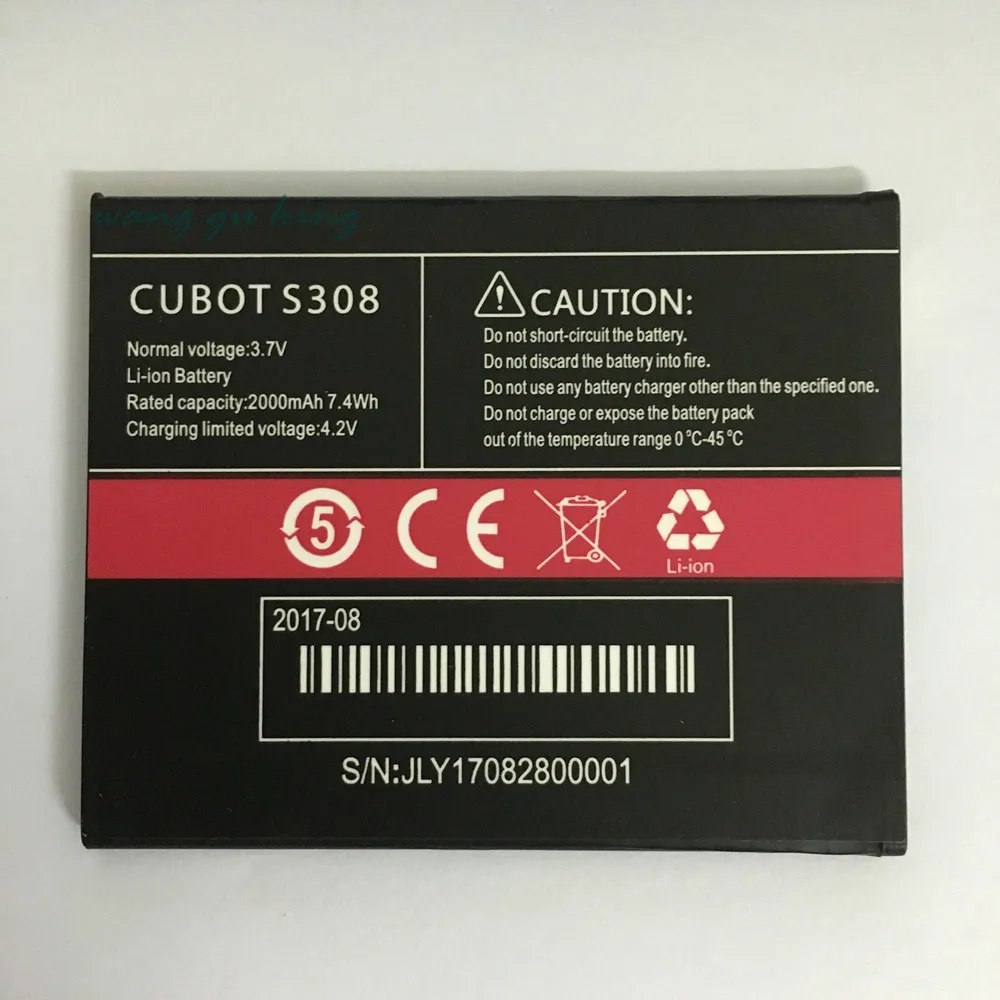 wang gu king
CUBOT S308
Normal voltage:3.7V
Li-ion Battery
Rated capacity:2000mAh 7.4Wh
Charging limited voltage:4.2V
CAUTION:
Do not short-circuit the battery.
Do not discard the battery into fire.
Do not use any battery charger other than the specified one.
Do not charge or expose the battery pack
out of the temperature range 0°C-45°C
5
CE
Li-ion
2017-08
S/N:JLY17082800001